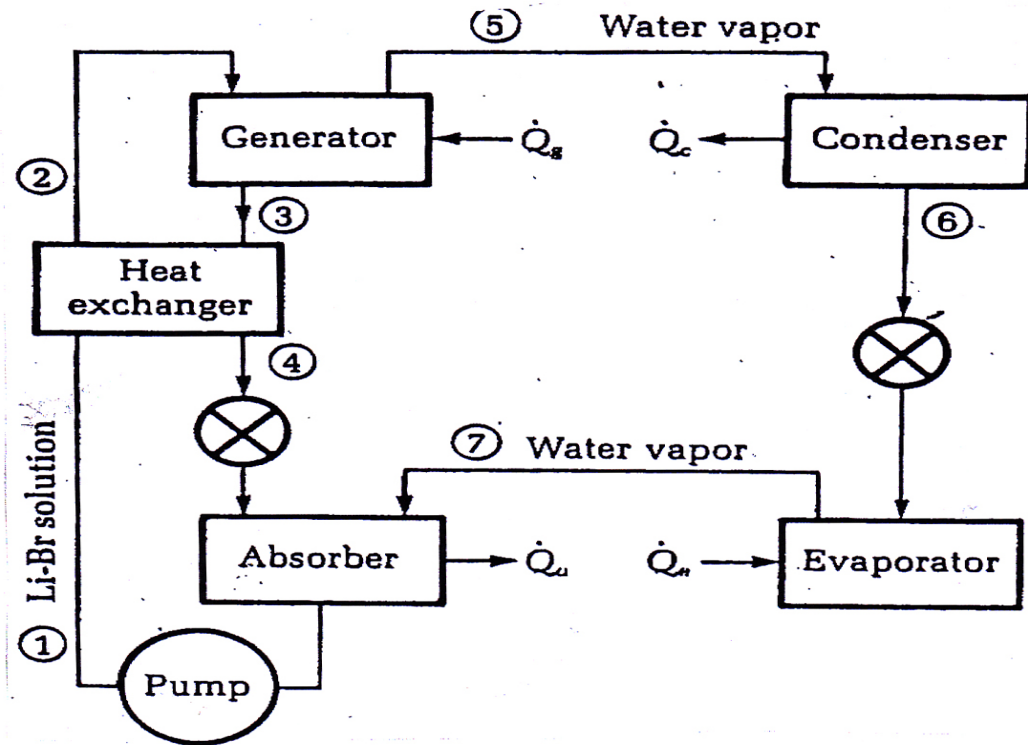 ⑤ Water vapor
Generator
Q̇g
Q̇c
Condenser
②
③
⑥
Heat
exchanger
④
⑦ Water vapor
Li-Br solution
Absorber
Evaporator
①
Pump